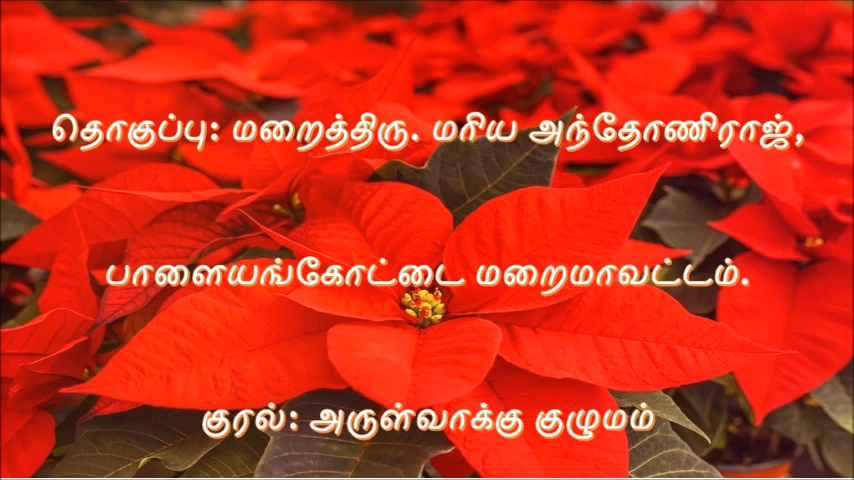 தொகுப்பு: மறைத்திரு. மரிய அந்தோணிராஜ்,
பாளையங்கோட்டை மறைமாவட்டம்.
குரல்: அருள்வாக்கு குழுமம்